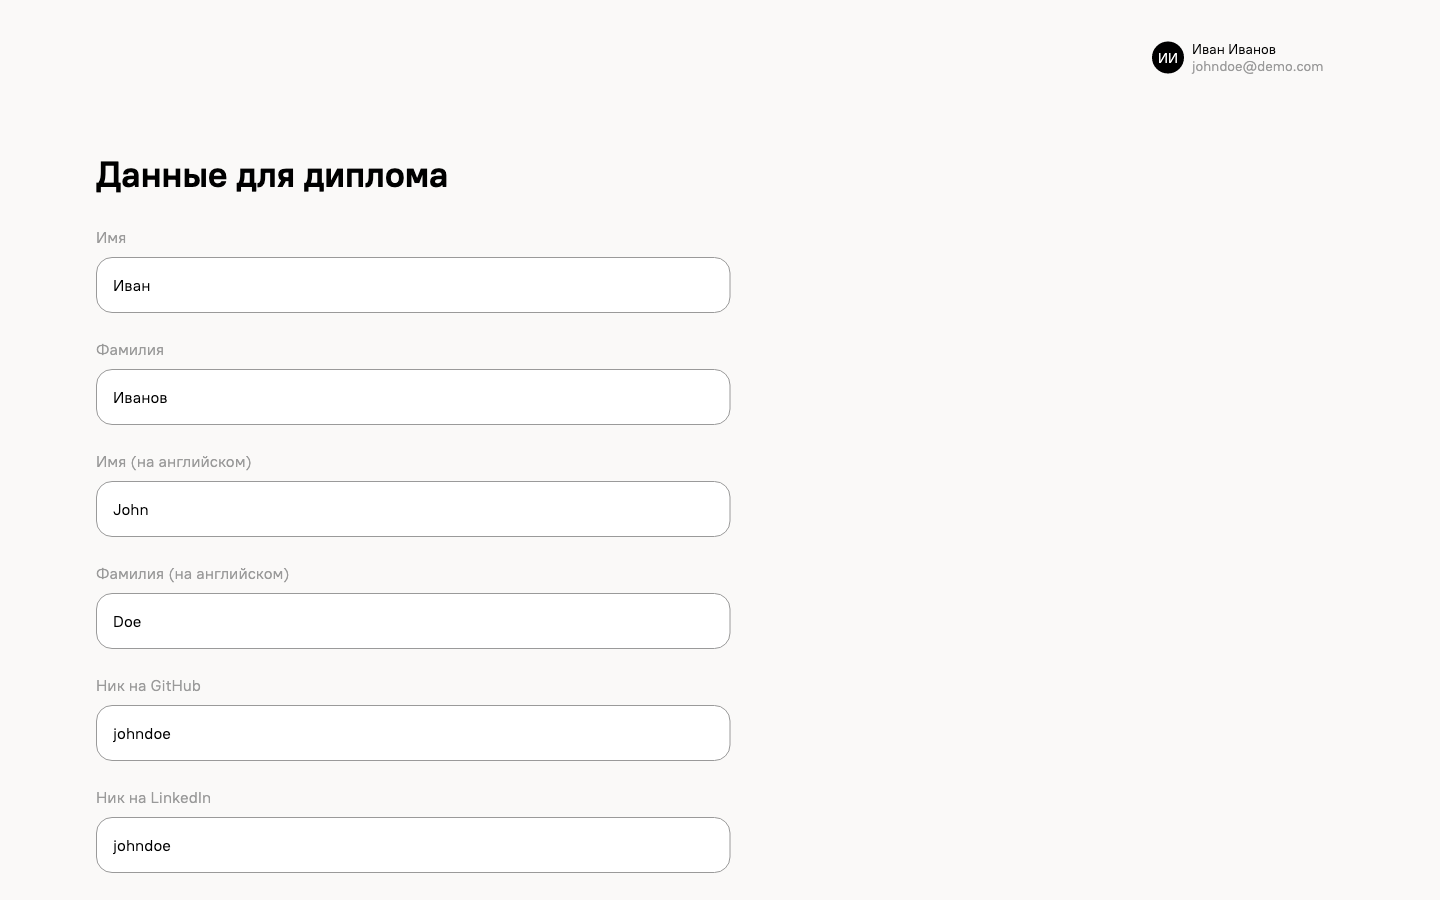 ИИ
Иван Иванов
johndoe@demo.com
Данные для диплома
Имя
Иван
Фамилия
Иванов
Имя (на английском)
John
Фамилия (на английском)
Doe
Ник на GitHub
johndoe
Ник на LinkedIn
johndoe